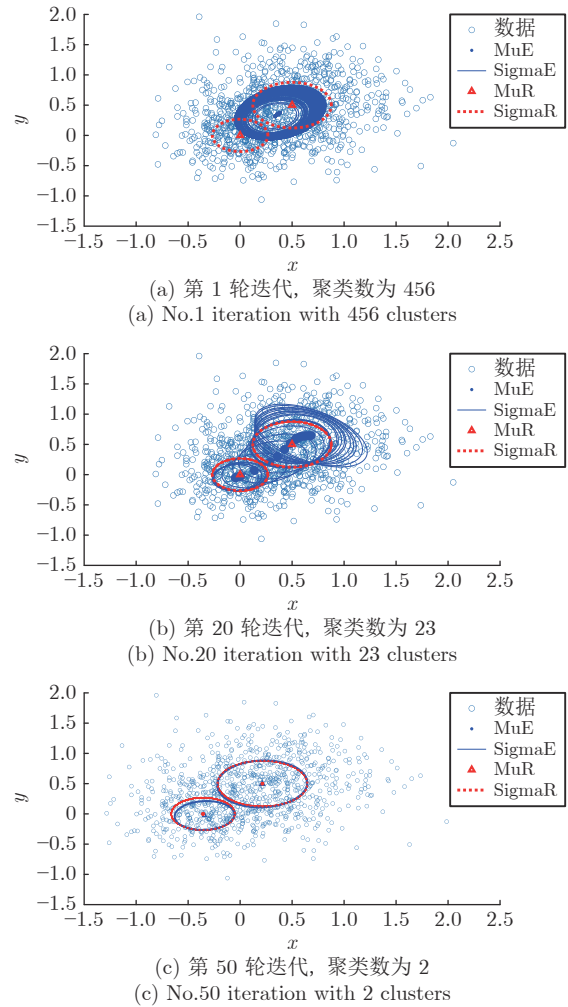 2.0
1.5
1.0
0.5
0
−0.5
−1.0
−1.5
y
−1.5 −1.0 −0.5 0 0.5 1.0 1.5 2.0 2.5
x
数据
MuE
SigmaE
MuR
SigmaR
(a) 第 1 轮迭代, 聚类数为 456
(a) No.1 iteration with 456 clusters
2.0
1.5
1.0
0.5
0
−0.5
−1.0
−1.5
y
−1.5 −1.0 −0.5 0 0.5 1.0 1.5 2.0 2.5
x
数据
MuE
SigmaE
MuR
SigmaR
(b) 第 20 轮迭代, 聚类数为 23
(b) No.20 iteration with 23 clusters
2.0
1.5
1.0
0.5
0
−0.5
−1.0
−1.5
y
−1.5 −1.0 −0.5 0 0.5 1.0 1.5 2.0 2.5
x
数据
MuE
SigmaE
MuR
SigmaR
(c) 第 50 轮迭代, 聚类数为 2
(c) No.50 iteration with 2 clusters